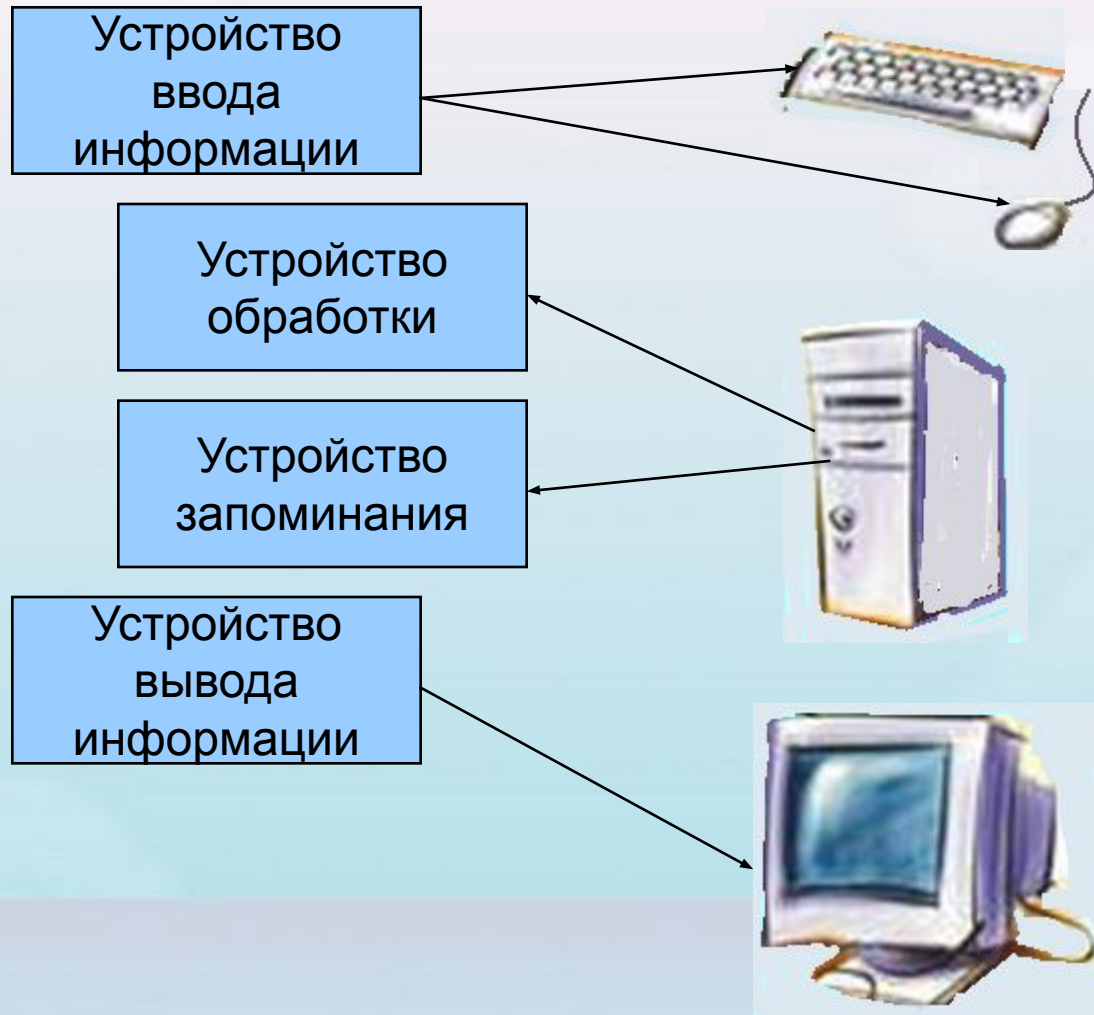 Устройство
ввода
информации
Устройство
обработки
Устройство
запоминания
Устройство
вывода
информации